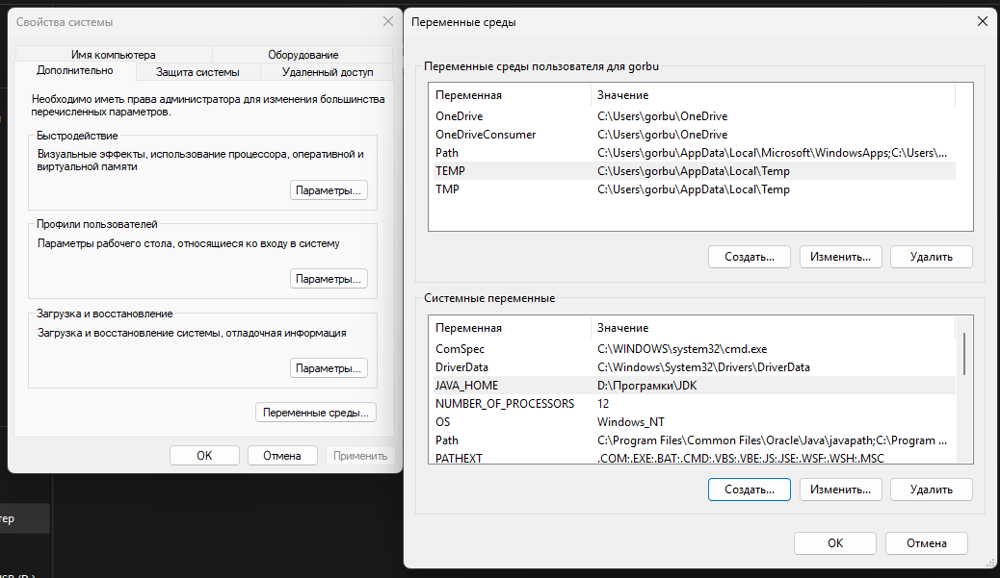 Свойства системы
Имя компьютера
Оборудование
Дополнительно
Защита системы
Удаленный доступ
Необходимо иметь права администратора для изменения большинства
перечисленных параметров.
Быстродействие
Визуальные эффекты, использование процессора, оперативной и
виртуальной памяти
Параметры...
Профили пользователей
Параметры рабочего стола, относящиеся ко входу в систему
Параметры...
Загрузка и восстановление
Загрузка и восстановление системы, отладочная информация
Параметры...
Переменные среды...
ОК
Отмена
Применить
Переменные среды
Переменные среды пользователя для gorbu
Переменная Значение
OneDrive C:\Users\gorbu\OneDrive
OneDriveConsumer C:\Users\gorbu\OneDrive
Path C:\Users\gorbu\AppData\Local\Microsoft\WindowsApps;C:\Users\...
TEMP C:\Users\gorbu\AppData\Local\Temp
TMP C:\Users\gorbu\AppData\Local\Temp
Создать...
Изменить...
Удалить
Системные переменные
Переменная Значение
ComSpec C:\WINDOWS\system32\cmd.exe
DriverData C:\Windows\System32\Drivers\DriverData
JAVA_HOME D:\Програмки\JDK
NUMBER_OF_PROCESSORS 12
OS Windows_NT
Path C:\Program Files\Common Files\Oracle\Java\javapath;C:\Program ...
PATHEXT .COM;.EXE;.BAT;.CMD;.VBS;.VBE;.JS;.JSE;.WSF;.WSH;.MSC
Создать...
Изменить...
Удалить
ОК
Отмена